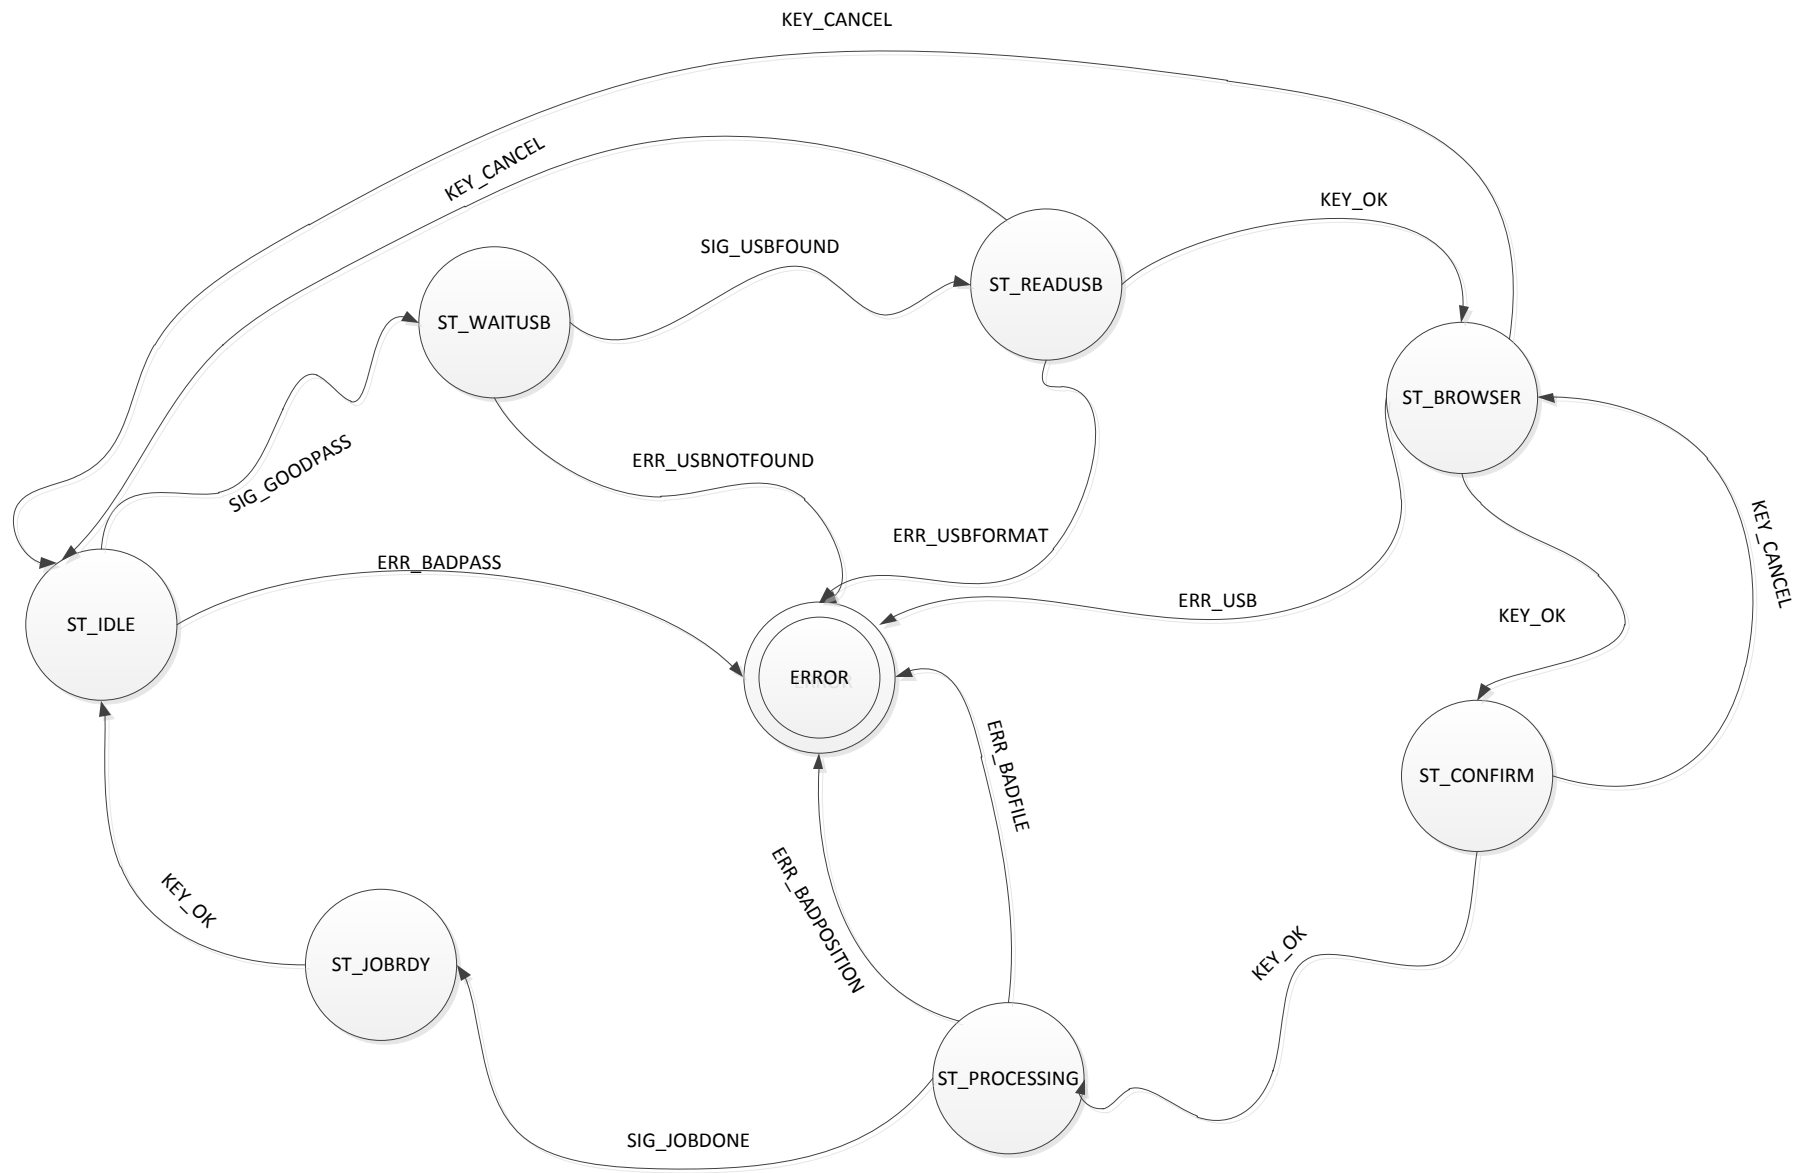 KEY_CANCEL
KEY_CANCEL
KEY_OK
SIG_USBFOUND
ST_READUSB
ST_WAITUSB
ST_BROWSER
SIG_GOODPASS
ERR_USBNOTFOUND
ERR_USBFORMAT
KEY_CANCEL
ERR_BADPASS
ERR_USB
KEY_OK
ST_IDLE
ERROR
ERR_BADFILE
ST_CONFIRM
ERR_BADPOSITION
KEY_OK
KEY_OK
ST_JOBRDY
ST_PROCESSING
SIG_JOBDONE